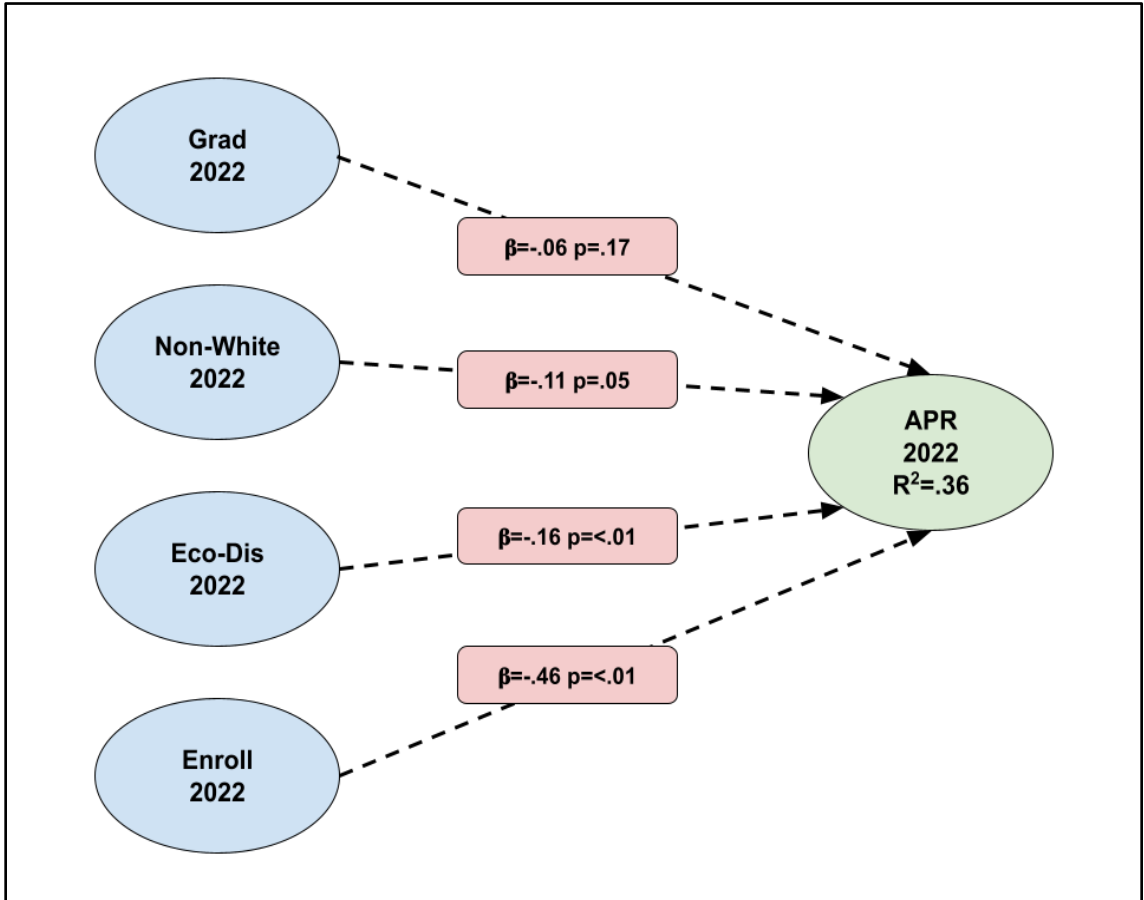 Grad
2022
β=-.06 p=.17
Non-White
2022
β=-.11 p=.05
APR
2022
R²=.36
Eco-Dis
2022
β=-.16 p=<.01
β=-.46 p=<.01
Enroll
2022